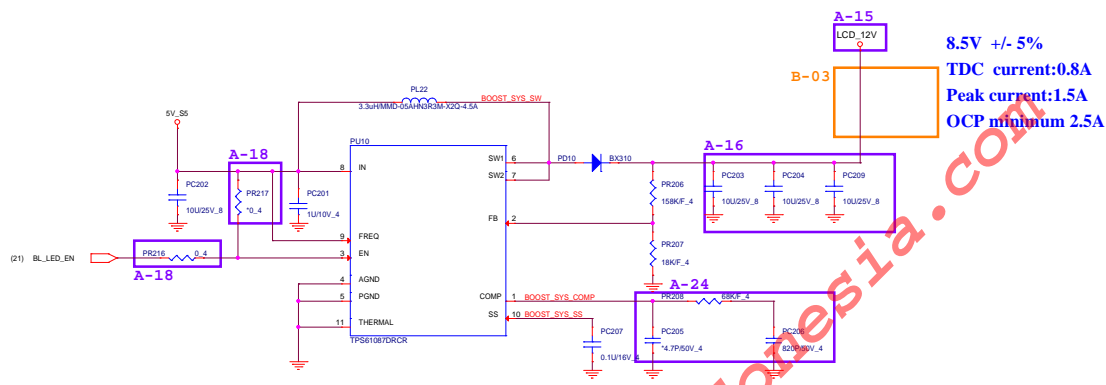 A-15
LCD_12V
8.5V +/- 5%
TDC current:0.8A
Peak current:1.5A
OCP minimum 2.5A
B-03
PL22
BOOST_SYS_SW
3.3uH/MMD-05AHN3R3M-X2Q-4.5A
5V_S5
A-18
PU10
A-16
8
IN
SW1
6
PD10
BX310
SW2
7
PC202
10U/25V_8
PR217
*0_4
PC201
1U/10V_4
PR206
158K/F_4
PC203
10U/25V_8
PC204
10U/25V_8
PC209
10U/25V_8
FB
2
9
FREQ
PR207
18K/F_4
(21) BL_LED_EN
PR216
0_4
3
EN
A-18
4
AGND
A-24
5
PGND
COMP
1
BOOST_SYS_COMP
PR208
68K/F_4
SS
10
BOOST_SYS_SS
11
THERMAL
TPS61087DRCR
PC207
0.1U/16V_4
PC205
*4.7P/50V_4
PC206
820P/50V_4
onesia.com